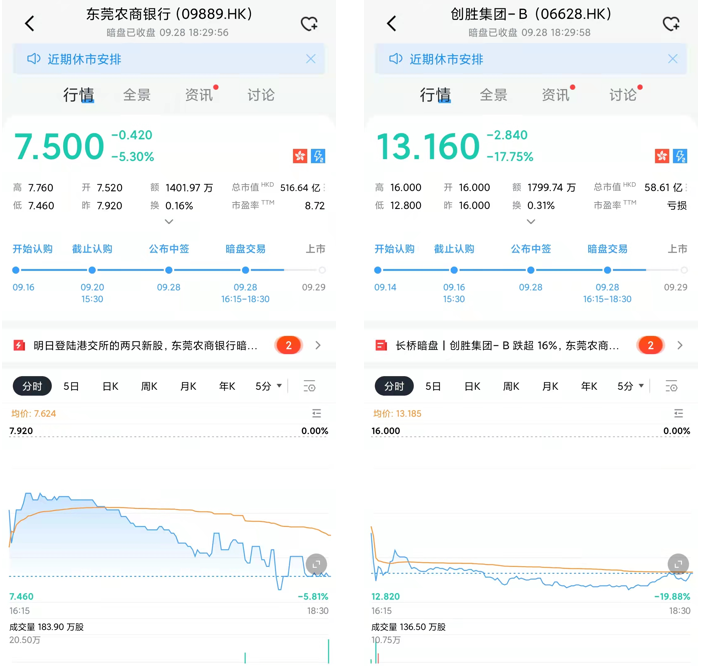 东莞农商银行 (09889.HK)
暗盘已收盘 09.28 18:29:56
近期休市安排
行情 全景 资讯 讨论
7.500 -0.420
-5.30%
高 7.760 开 7.520 额 1401.97 万 总市值 HKD 516.64 亿
低 7.460 昨 7.920 换 0.16% 市盈率 TTM 8.72
开始认购 截止认购 公布中签 暗盘交易 上市
09.16 09.20 09.28 09.28 09.29
15:30 16:15-18:30
明日登陆港交所的两只新股，东莞农商银行暗... 2
分时 5日 日K 周K 月K 年K 5分
均价: 7.624
7.920 0.00%
7.460 -5.81%
16:15 18:30
成交量 183.90 万股
20.50万
创胜集团-B (06628.HK)
暗盘已收盘 09.28 18:29:58
近期休市安排
行情 全景 资讯 讨论
13.160 -2.840
-17.75%
高 16.000 开 16.000 额 1799.74 万 总市值 HKD 58.61 亿
低 12.800 昨 16.000 换 0.31% 市盈率 TTM 亏损
开始认购 截止认购 公布中签 暗盘交易 上市
09.14 09.16 09.28 09.28 09.29
15:30 16:15-18:30
长桥暗盘 | 创胜集团-B 跌超 16%，东莞农商... 2
分时 5日 日K 周K 月K 年K 5分
均价: 13.185
16.000 0.00%
12.820 -19.88%
16:15 18:30
成交量 136.50 万股
10.75万